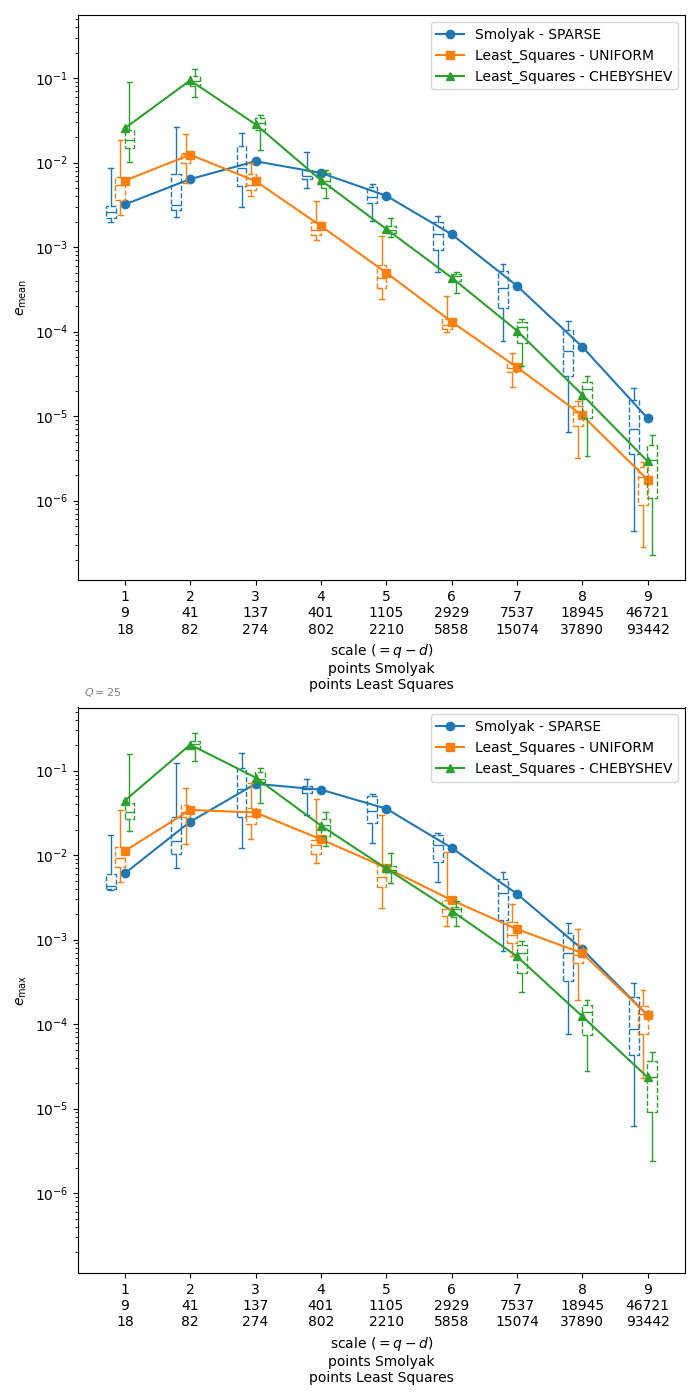 Smolyak - SPARSE
Least_Squares - UNIFORM
Least_Squares - CHEBYSHEV
10⁻¹
10⁻²
10⁻³
10⁻⁴
10⁻⁵
10⁻⁶
e_mean
1 2 3 4 5 6 7 8 9
9 41 137 401 1105 2929 7537 18945 46721
18 82 274 802 2210 5858 15074 37890 93442
scale (= q − d)
points Smolyak
points Least Squares
Q = 25
Smolyak - SPARSE
Least_Squares - UNIFORM
Least_Squares - CHEBYSHEV
10⁻¹
10⁻²
10⁻³
10⁻⁴
10⁻⁵
10⁻⁶
e_max
1 2 3 4 5 6 7 8 9
9 41 137 401 1105 2929 7537 18945 46721
18 82 274 802 2210 5858 15074 37890 93442
scale (= q − d)
points Smolyak
points Least Squares